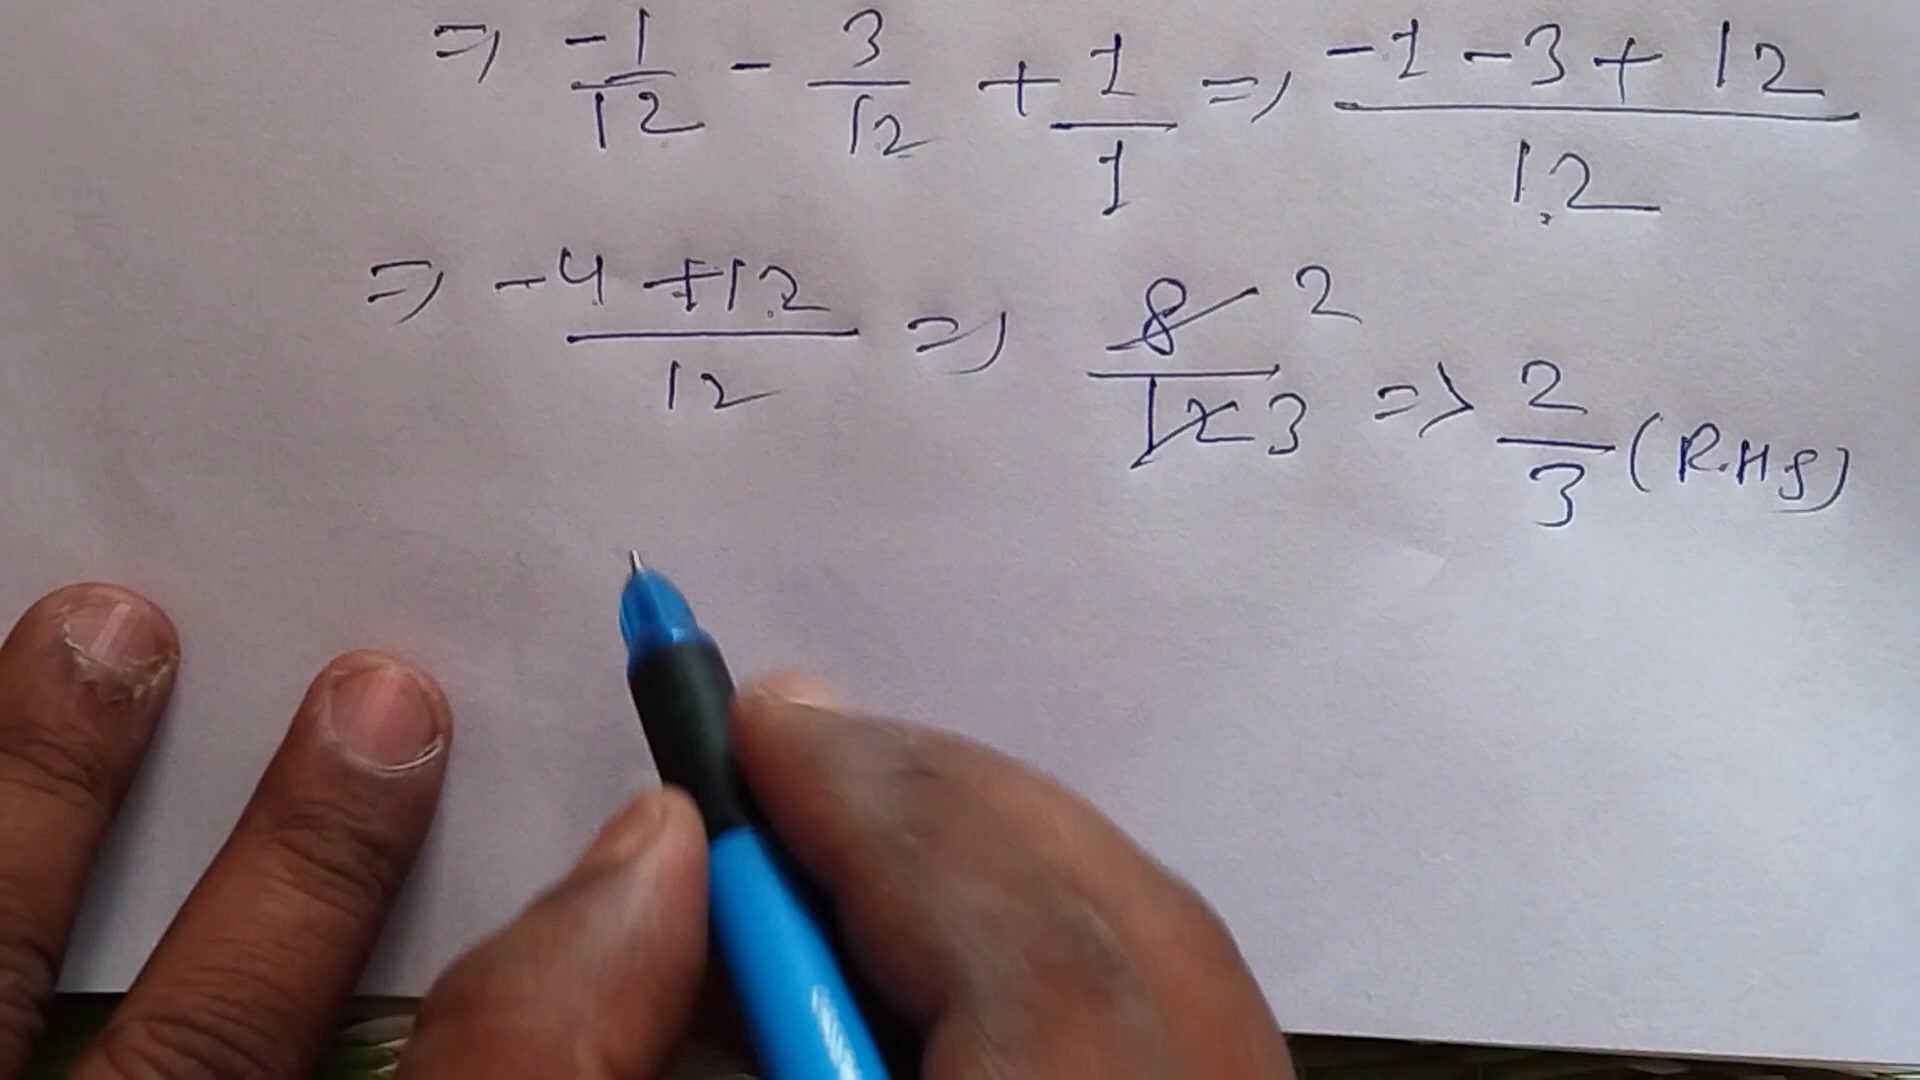 => -1/12 - 3/12 + 1/1 => -1-3+12/12
=> -4+12/12 => 8/12 2/3 => 2/3 (R.HS)